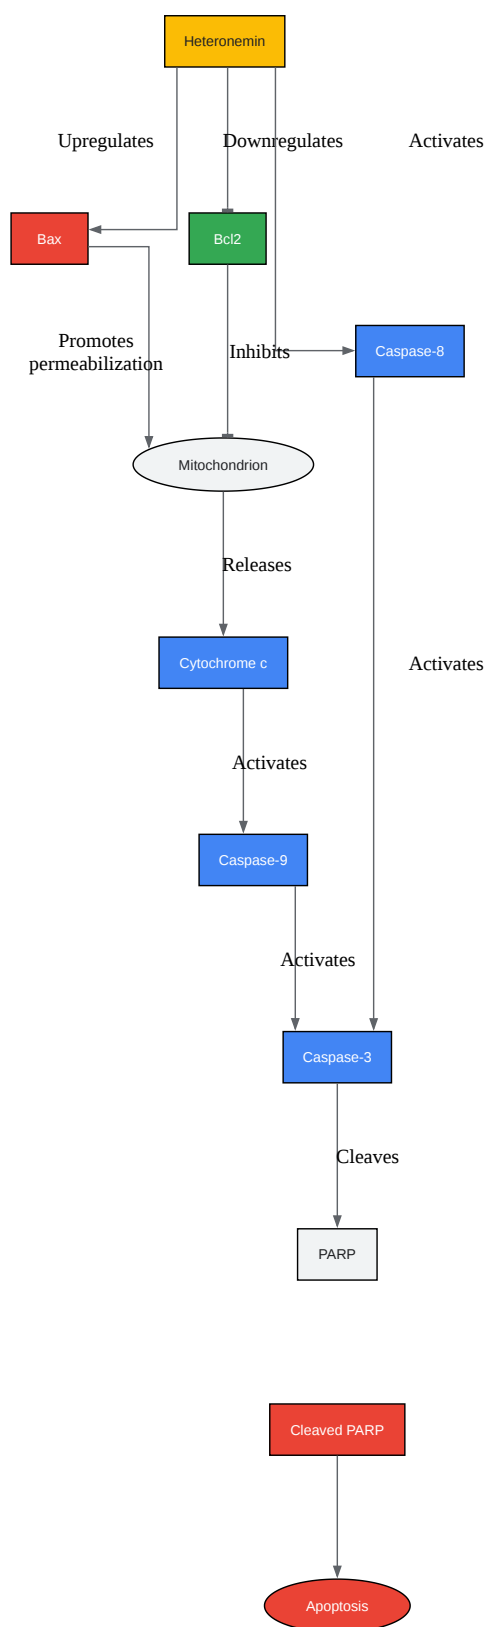 Heteronemin
Upregulates
Downregulates
Activates
Bax
Bcl2
Promotes
permeabilization
Inhibits
Caspase-8
Mitochondrion
Releases
Cytochrome c
Activates
Activates
Caspase-9
Activates
Caspase-3
Cleaves
PARP
Cleaved PARP
Apoptosis